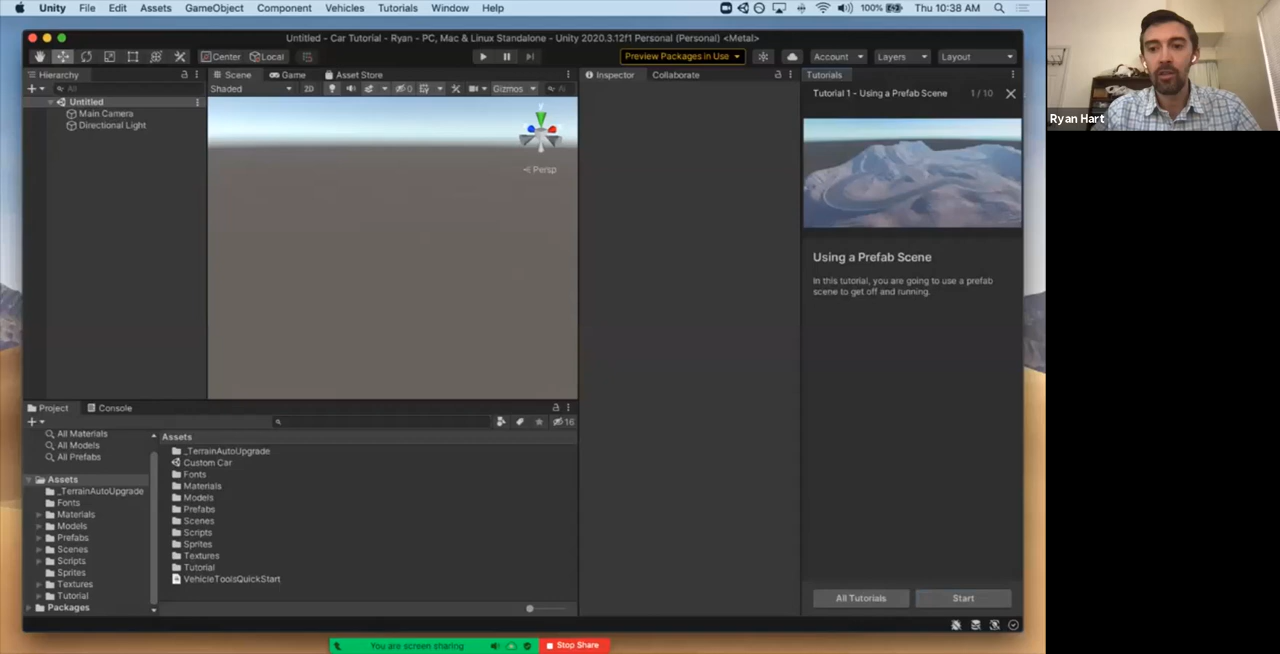 Unity File Edit Assets GameObject Component Vehicles Tutorials Window Help 100% Thu 10:38 AM
Untitled - Car Tutorial - Ryan - PC, Mac & Linux Standalone - Unity 2020.3.12f1 Personal (Personal) <Metal>
Center Local Preview Packages in Use Account Layers Layout
Hierarchy
All
Untitled
Main Camera
Directional Light
Scene Game Asset Store
Shaded 2D 0 Gizmos All
Persp
Inspector Collaborate
Tutorials
Tutorial 1 - Using a Prefab Scene 1 / 10
Using a Prefab Scene
In this tutorial, you are going to use a prefab
scene to get off and running.
All Tutorials Start
Project Console
16
All Materials
All Models
All Prefabs
Assets
_TerrainAutoUpgrade
Fonts
Materials
Models
Prefabs
Scenes
Scripts
Sprites
Textures
Tutorial
Packages
Assets
_TerrainAutoUpgrade
Custom Car
Fonts
Materials
Models
Prefabs
Scenes
Scripts
Sprites
Textures
Tutorial
VehicleToolsQuickStart
You are screen sharing Stop Share
Ryan Hart